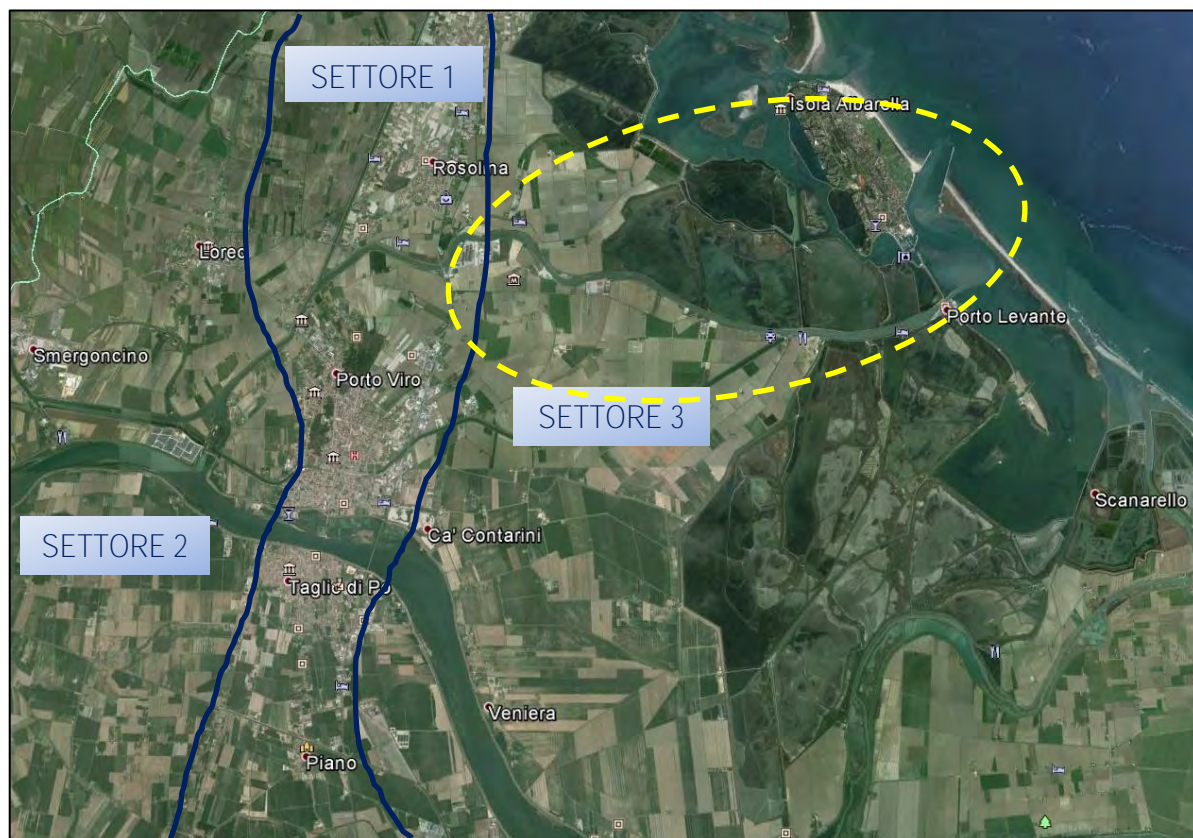 SETTORE 1
Isola Albarella
Rosolina
Loreo
Porto Levante
Smergoncino
Porto Viro
SETTORE 3
Scanarello
Ca' Contarini
SETTORE 2
Taglio di Po
Veniera
Piano